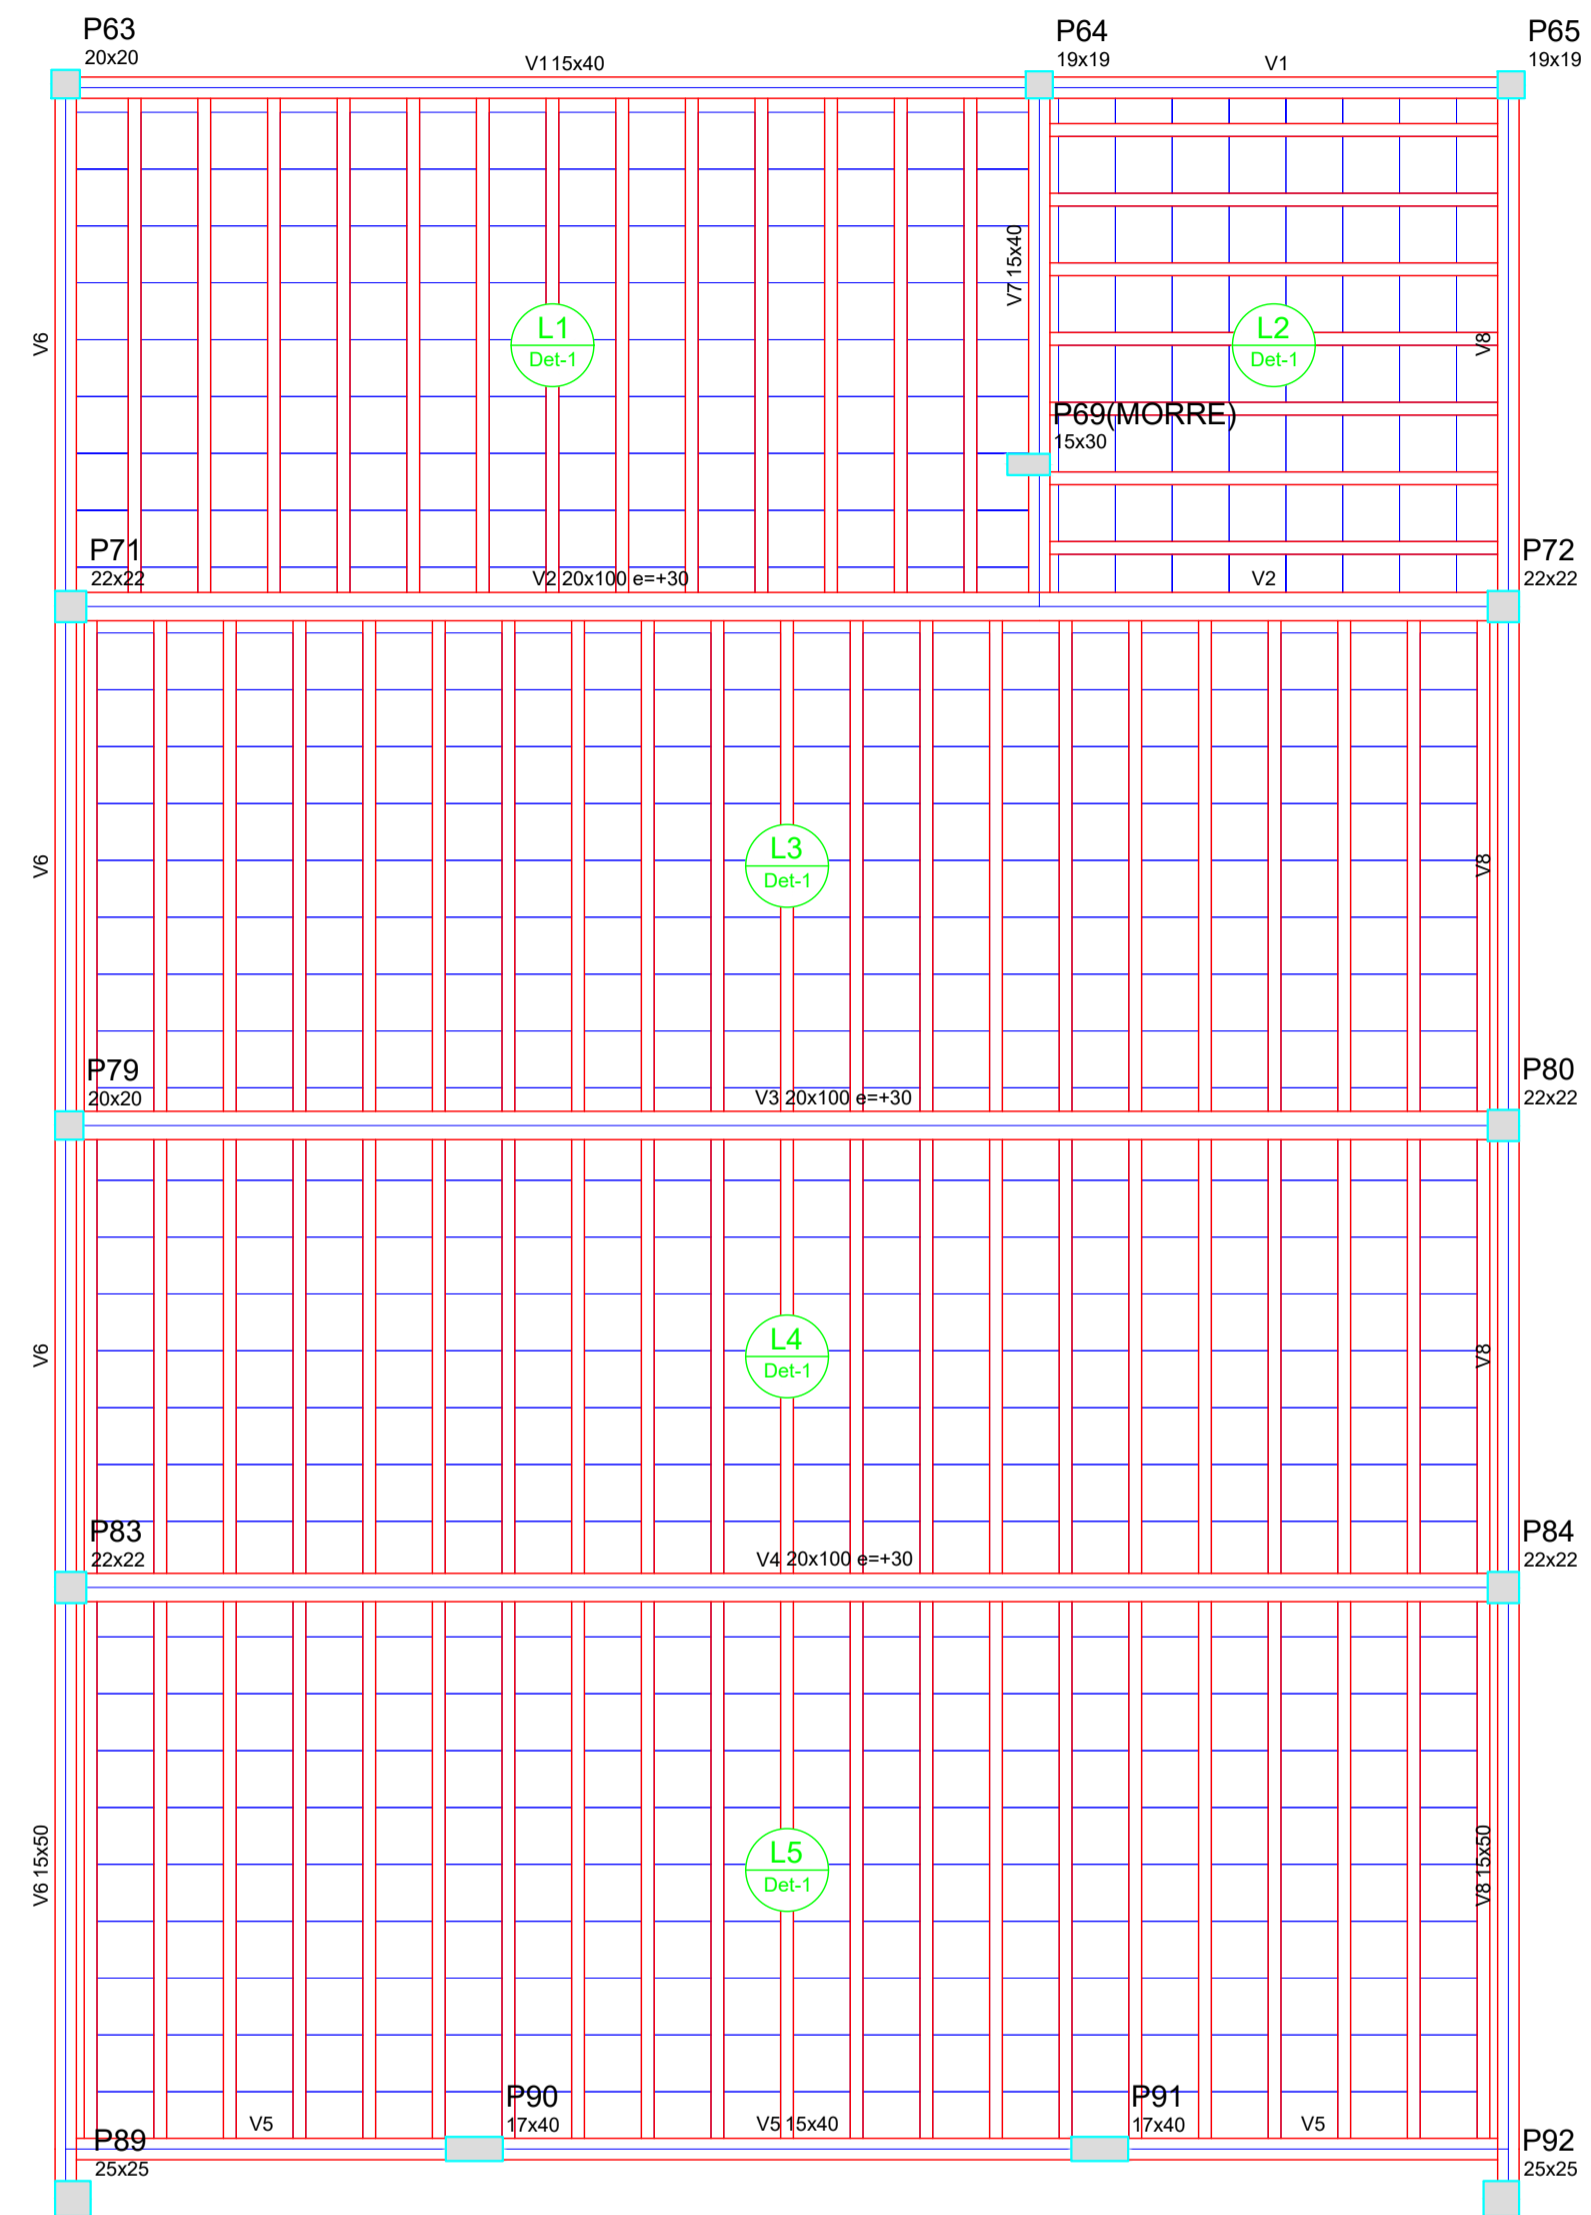 P63
20x20
V1 15x40
P64
19x19
V1
P65
19x19
V6
L1
Det-1
V7 15x40
L2
Det-1
V8
P69(MORRE)
15x30
P71
22x22
V2 20x100 e=+30
V2
P72
22x22
V6
L3
Det-1
V8
P79
20x20
V3 20x100 e=+30
P80
22x22
V6
L4
Det-1
V8
P83
22x22
V4 20x100 e=+30
P84
22x22
V6 15x50
L5
Det-1
V8 15x50
P89
25x25
V5
P90
17x40
V5 15x40
P91
17x40
V5
P92
25x25